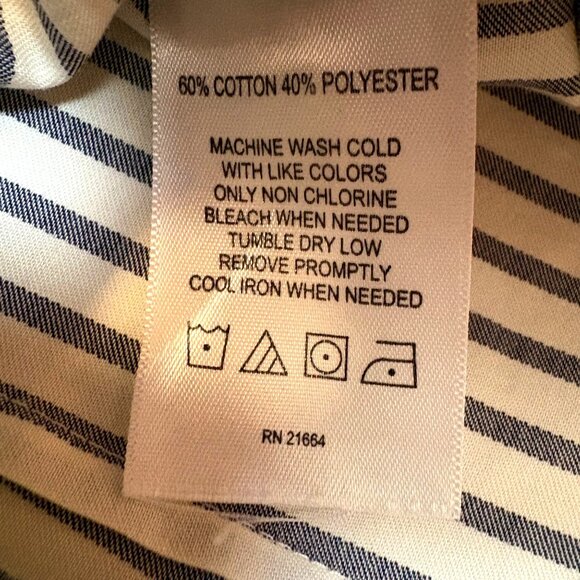 60% COTTON 40% POLYESTER
MACHINE WASH COLD
WITH LIKE COLORS
ONLY NON CHLORINE
BLEACH WHEN NEEDED
TUMBLE DRY LOW
REMOVE PROMPTLY
COOL IRON WHEN NEEDED
RN 21664